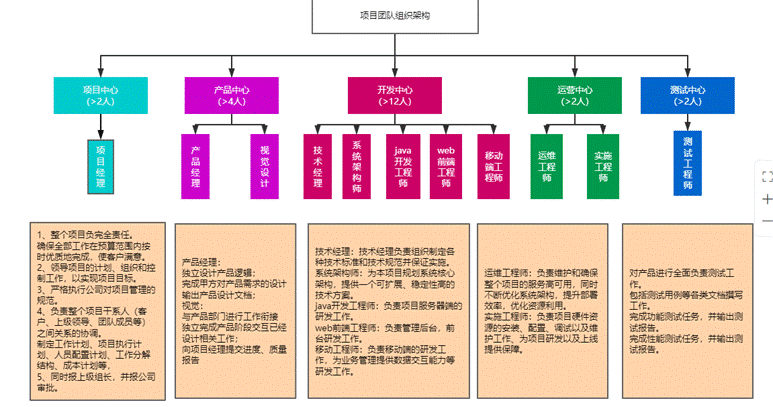 项目团队组织架构
项目中心
(>2人)
产品中心
(>4人)
开发中心
(>12人)
运营中心
(>2人)
测试中心
(>2人)
项目经理
产品经理
视觉设计
技术经理
系统架构师
java开发工程师
web前端工程师
移动端工程师
运维工程师
实施工程师
测试工程师
1、整个项目负完全责任。
确保全部工作在预算范围内按
时优质地完成，使客户满意。
2、领导项目的计划、组织和控
制工作，以实现项目目标。
3、严格执行公司对项目管理的
规范。
4、负责整个项目干系人（客
户、上级领导、团队成员等）
之间关系的协调。
制定工作计划、项目执行计
划、人员配置计划、工作分解
结构、成本计划等，
5、同时报上级组长，并报公司
审批。
产品经理：
独立设计产品逻辑；
完成甲方对产品需求的设计
输出产品设计文档；
视觉：
与产品部门进行工作衔接
独立完成产品阶段交互已经
设计相关工作；
向项目经理提交进度、质量
报告
技术经理：技术经理负责组织制定各
种技术标准和技术规范并保证实施。
系统架构师：为本项目规划系统核心
架构，提供一个可扩展、稳定性高的
技术方案。
java开发工程师：负责项目服务器端的
研发工作。
web前端工程师：负责管理后台，前
台研发工作。
移动工程师：负责移动端的研发工
作，为业务管理提供数据交互能力等
研发工作。
运维工程师：负责维护和确保
整个项目的服务高可用，同时
不断优化系统架构，提升部署
效率，优化资源利用。
实施工程师：负责项目硬件资
源的安装、配置、调试以及维
护工作，为项目研发以及上线
提供保障。
对产品进行全面负责测试工
作。
包括测试用例等各类文档撰写
工作。
完成功能测试任务，并输出测
试报告。
完成性能测试任务，并输出测
试报告。